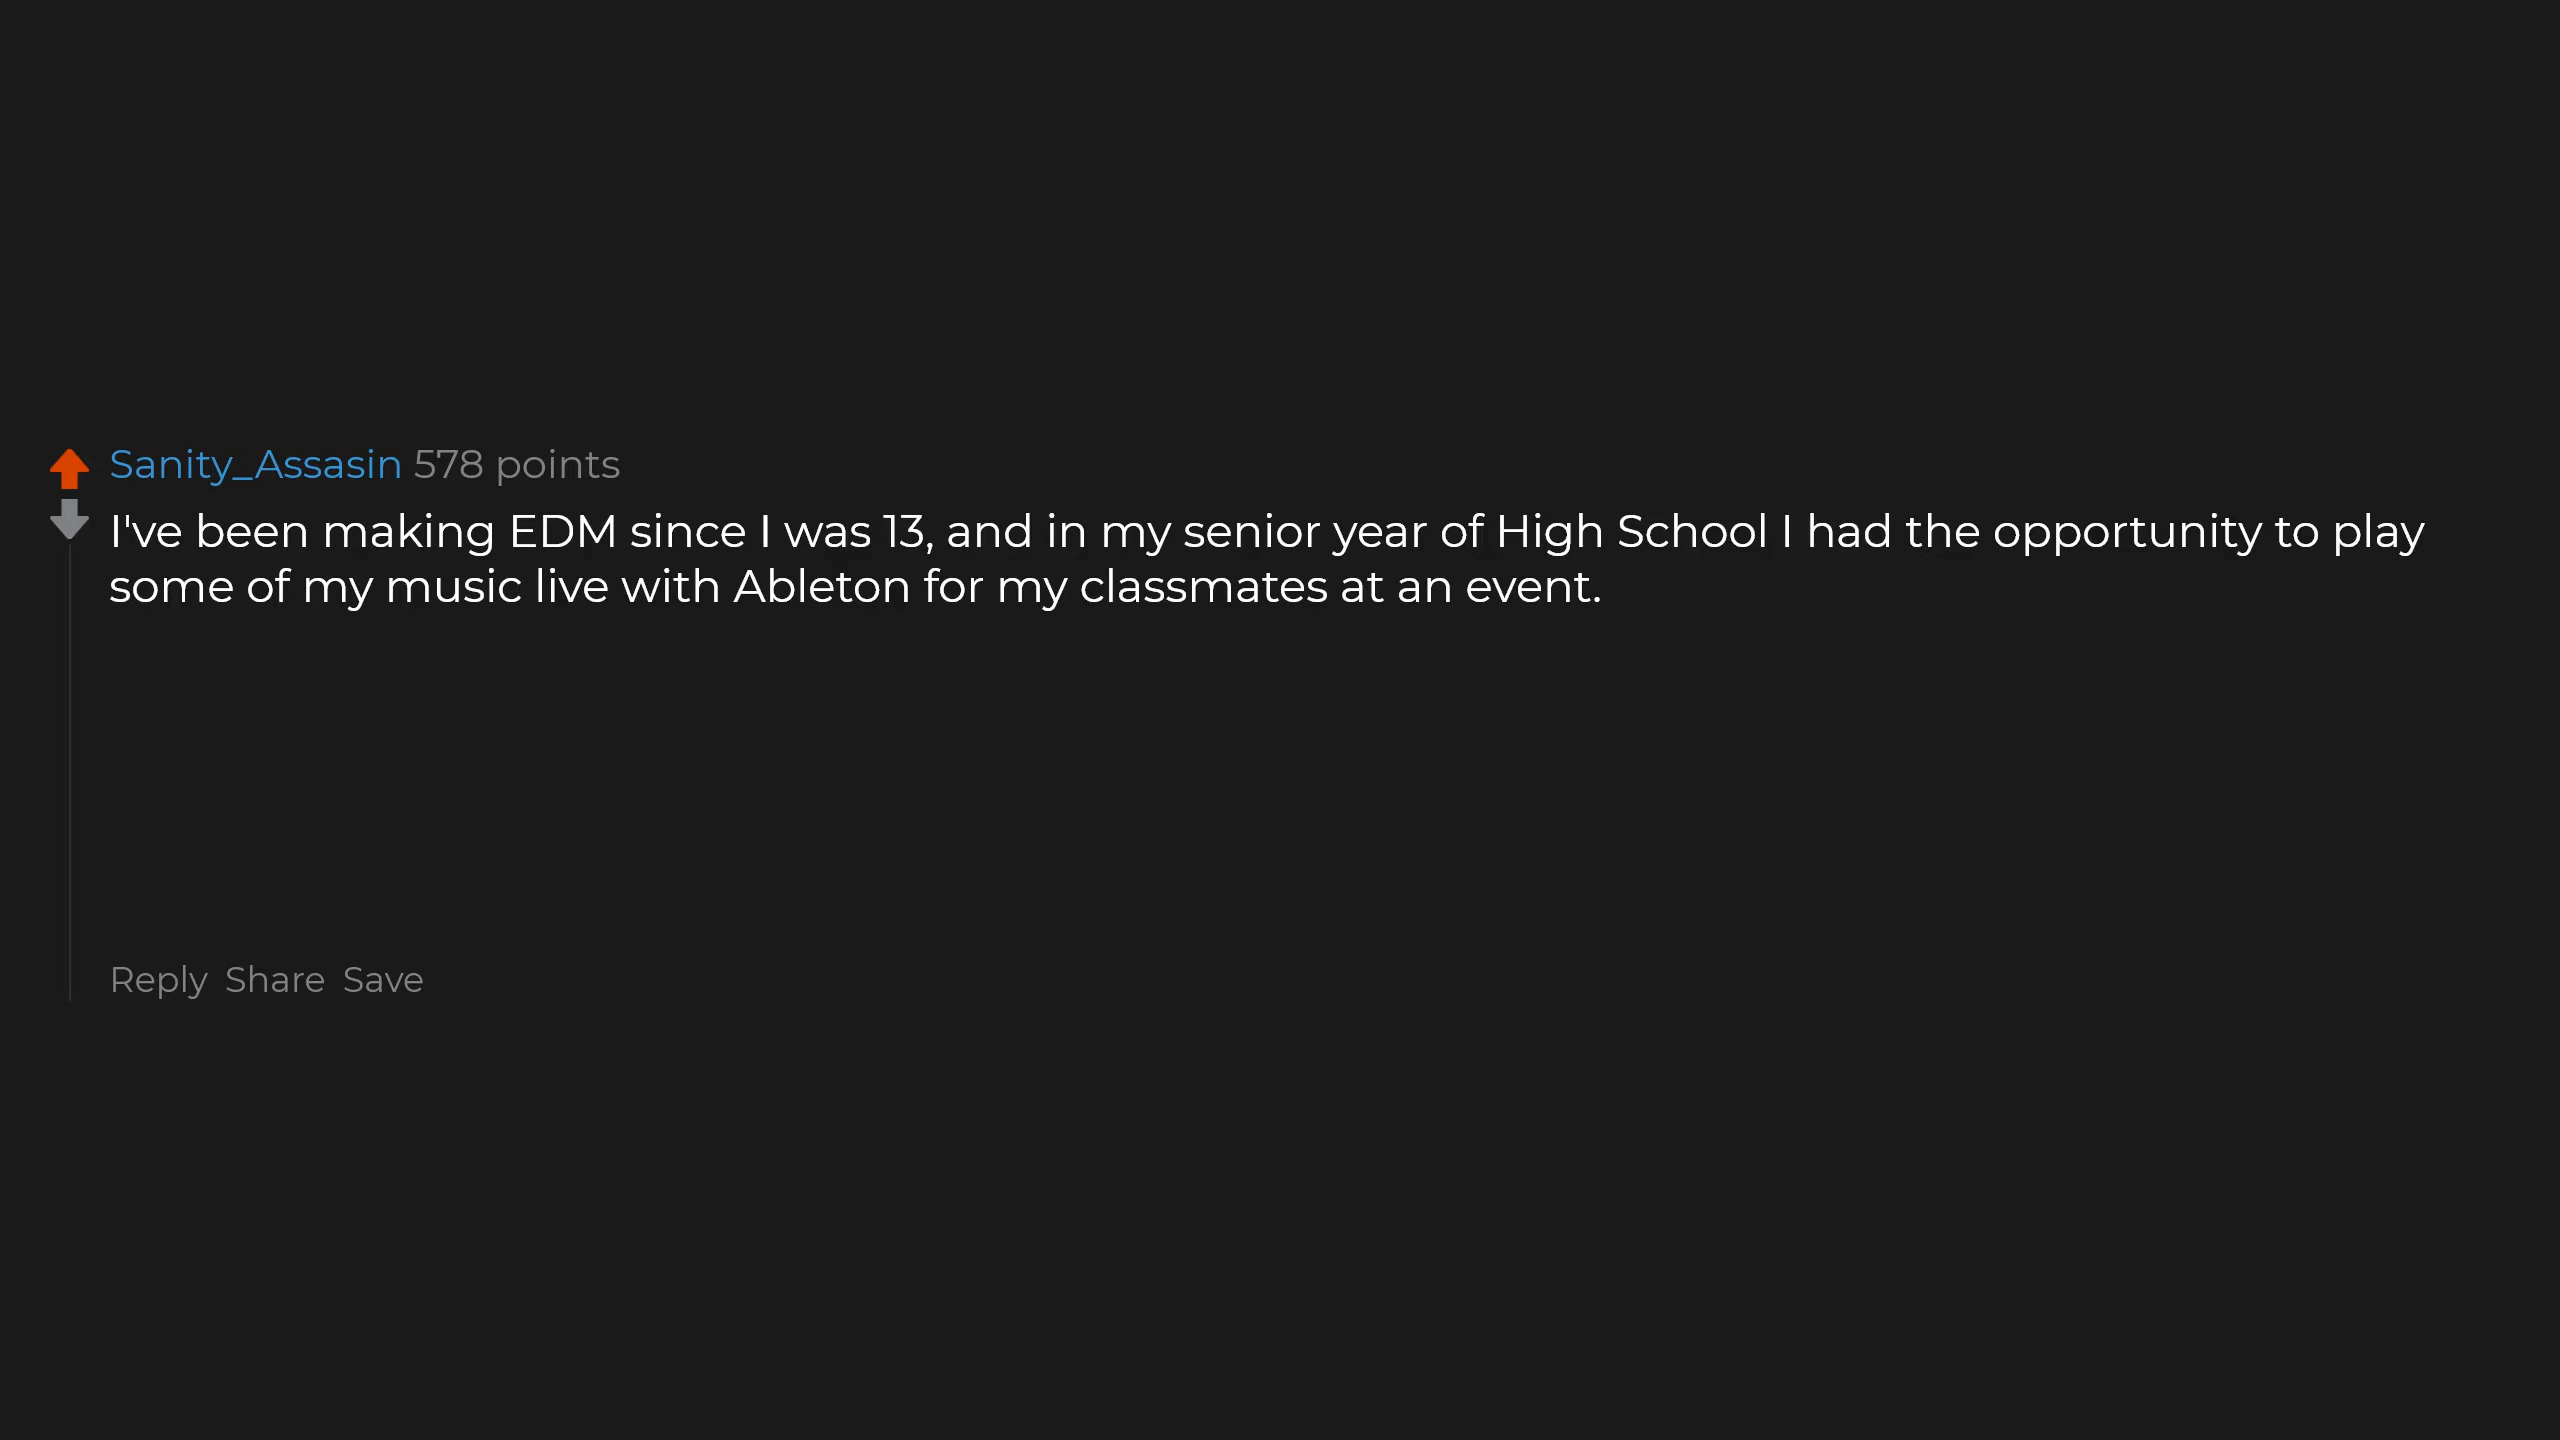 Sanity_Assasin 578 points
I've been making EDM since I was 13, and in my senior year of High School I had the opportunity to play
some of my music live with Ableton for my classmates at an event.
Reply Share Save